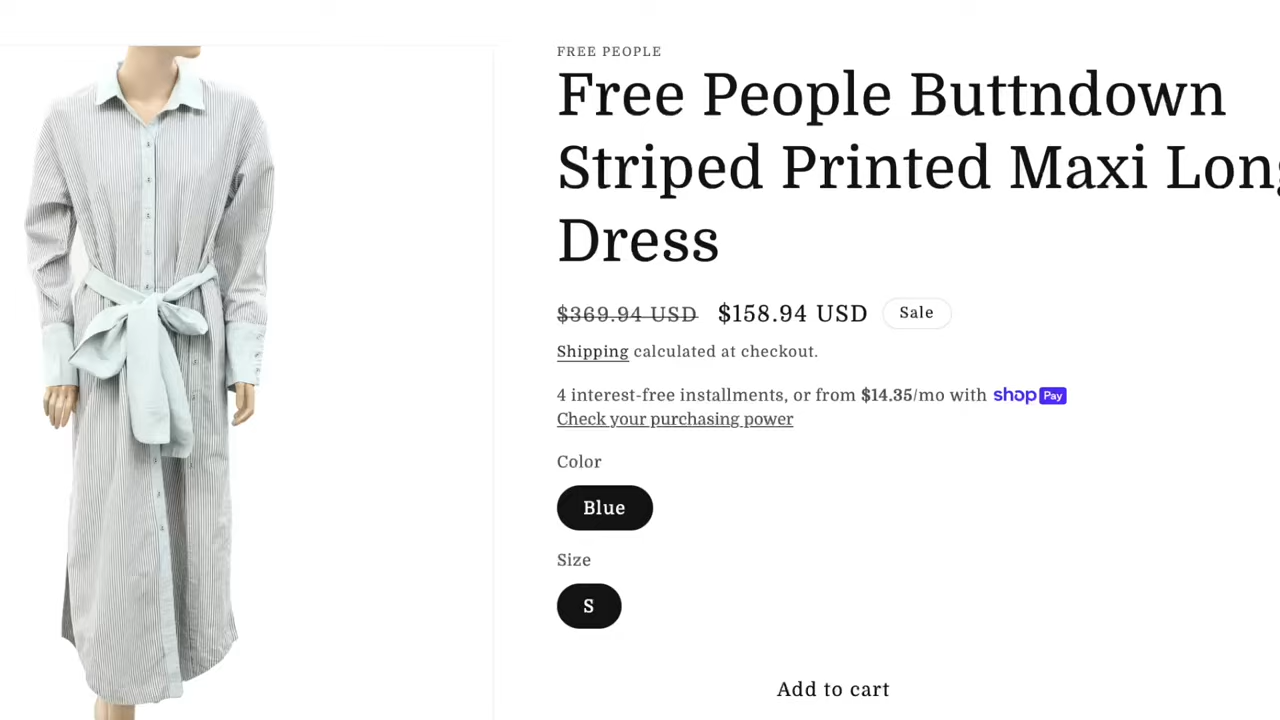 FREE PEOPLE
Free People Buttndown
Striped Printed Maxi Lon
Dress
$369.94 USD $158.94 USD Sale
Shipping calculated at checkout.
4 interest-free installments, or from $14.35/mo with shop Pay
Check your purchasing power
Color
Blue
Size
S
Add to cart